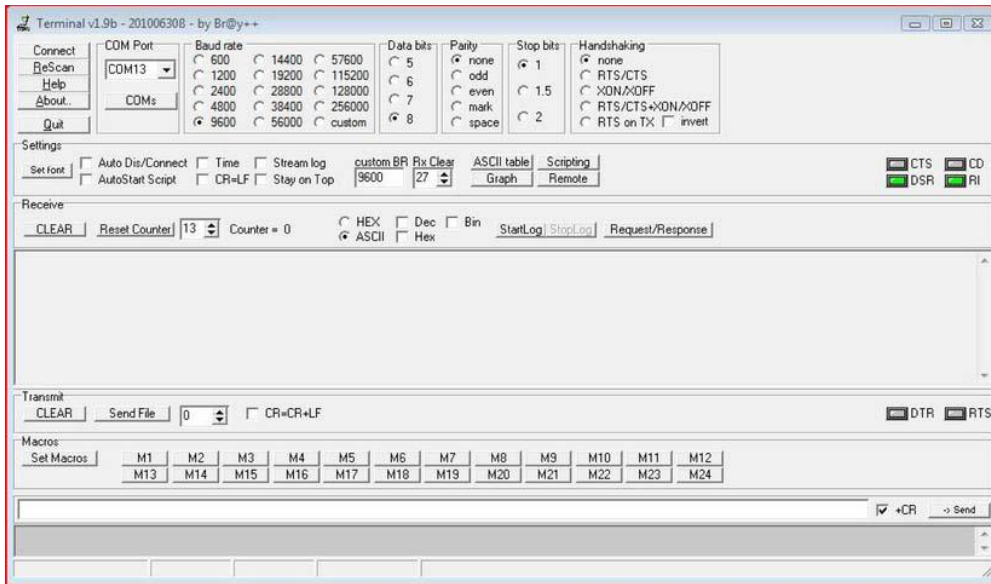 Terminal v1.9b - 201006308 - by Br@y++
Connect
ReScan
Help
About..
Quit
COM Port
COM13
COMs
Baud rate
600 14400 57600
1200 19200 115200
2400 28800 128000
4800 38400 256000
9600 56000 custom
Data bits
5
6
7
8
Parity
none
odd
even
mark
space
Stop bits
1
1.5
2
Handshaking
none
RTS/CTS
XON/XOFF
RTS/CTS+XON/XOFF
RTS on TX invert
Settings
Set font
Auto Dis/Connect Time Stream log
AutoStart Script CR=LF Stay on Top
custom BR Rx Clear
9600 27
ASCII table Scripting
Graph Remote
CTS CD
DSR RI
Receive
CLEAR Reset Counter 13 Counter = 0
HEX Dec Bin
ASCII Hex
StartLog StopLog Request/Response
Transmit
CLEAR Send File 0 CR=CR+LF
DTR RTS
Macros
Set Macros
M1 M2 M3 M4 M5 M6 M7 M8 M9 M10 M11 M12
M13 M14 M15 M16 M17 M18 M19 M20 M21 M22 M23 M24
+CR -> Send